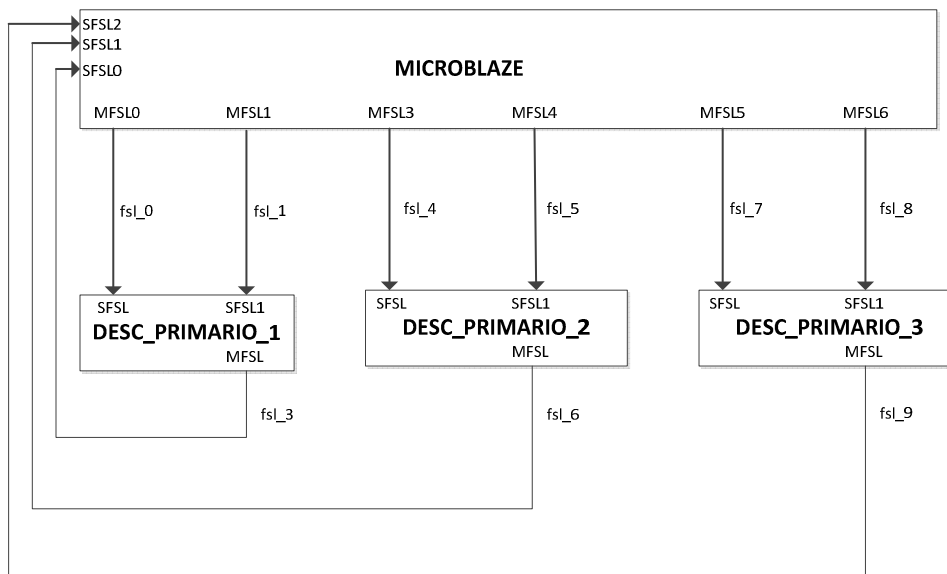 SFSL2
SFSL1
SFSL0
MICROBLAZE
MFSL0 MFSL1 MFSL3 MFSL4 MFSL5 MFSL6
fsl_0 fsl_1 fsl_4 fsl_5 fsl_7 fsl_8
SFSL SFSL1 SFSL SFSL1 SFSL SFSL1
DESC_PRIMARIO_1 DESC_PRIMARIO_2 DESC_PRIMARIO_3
MFSL MFSL MFSL
fsl_3 fsl_6 fsl_9